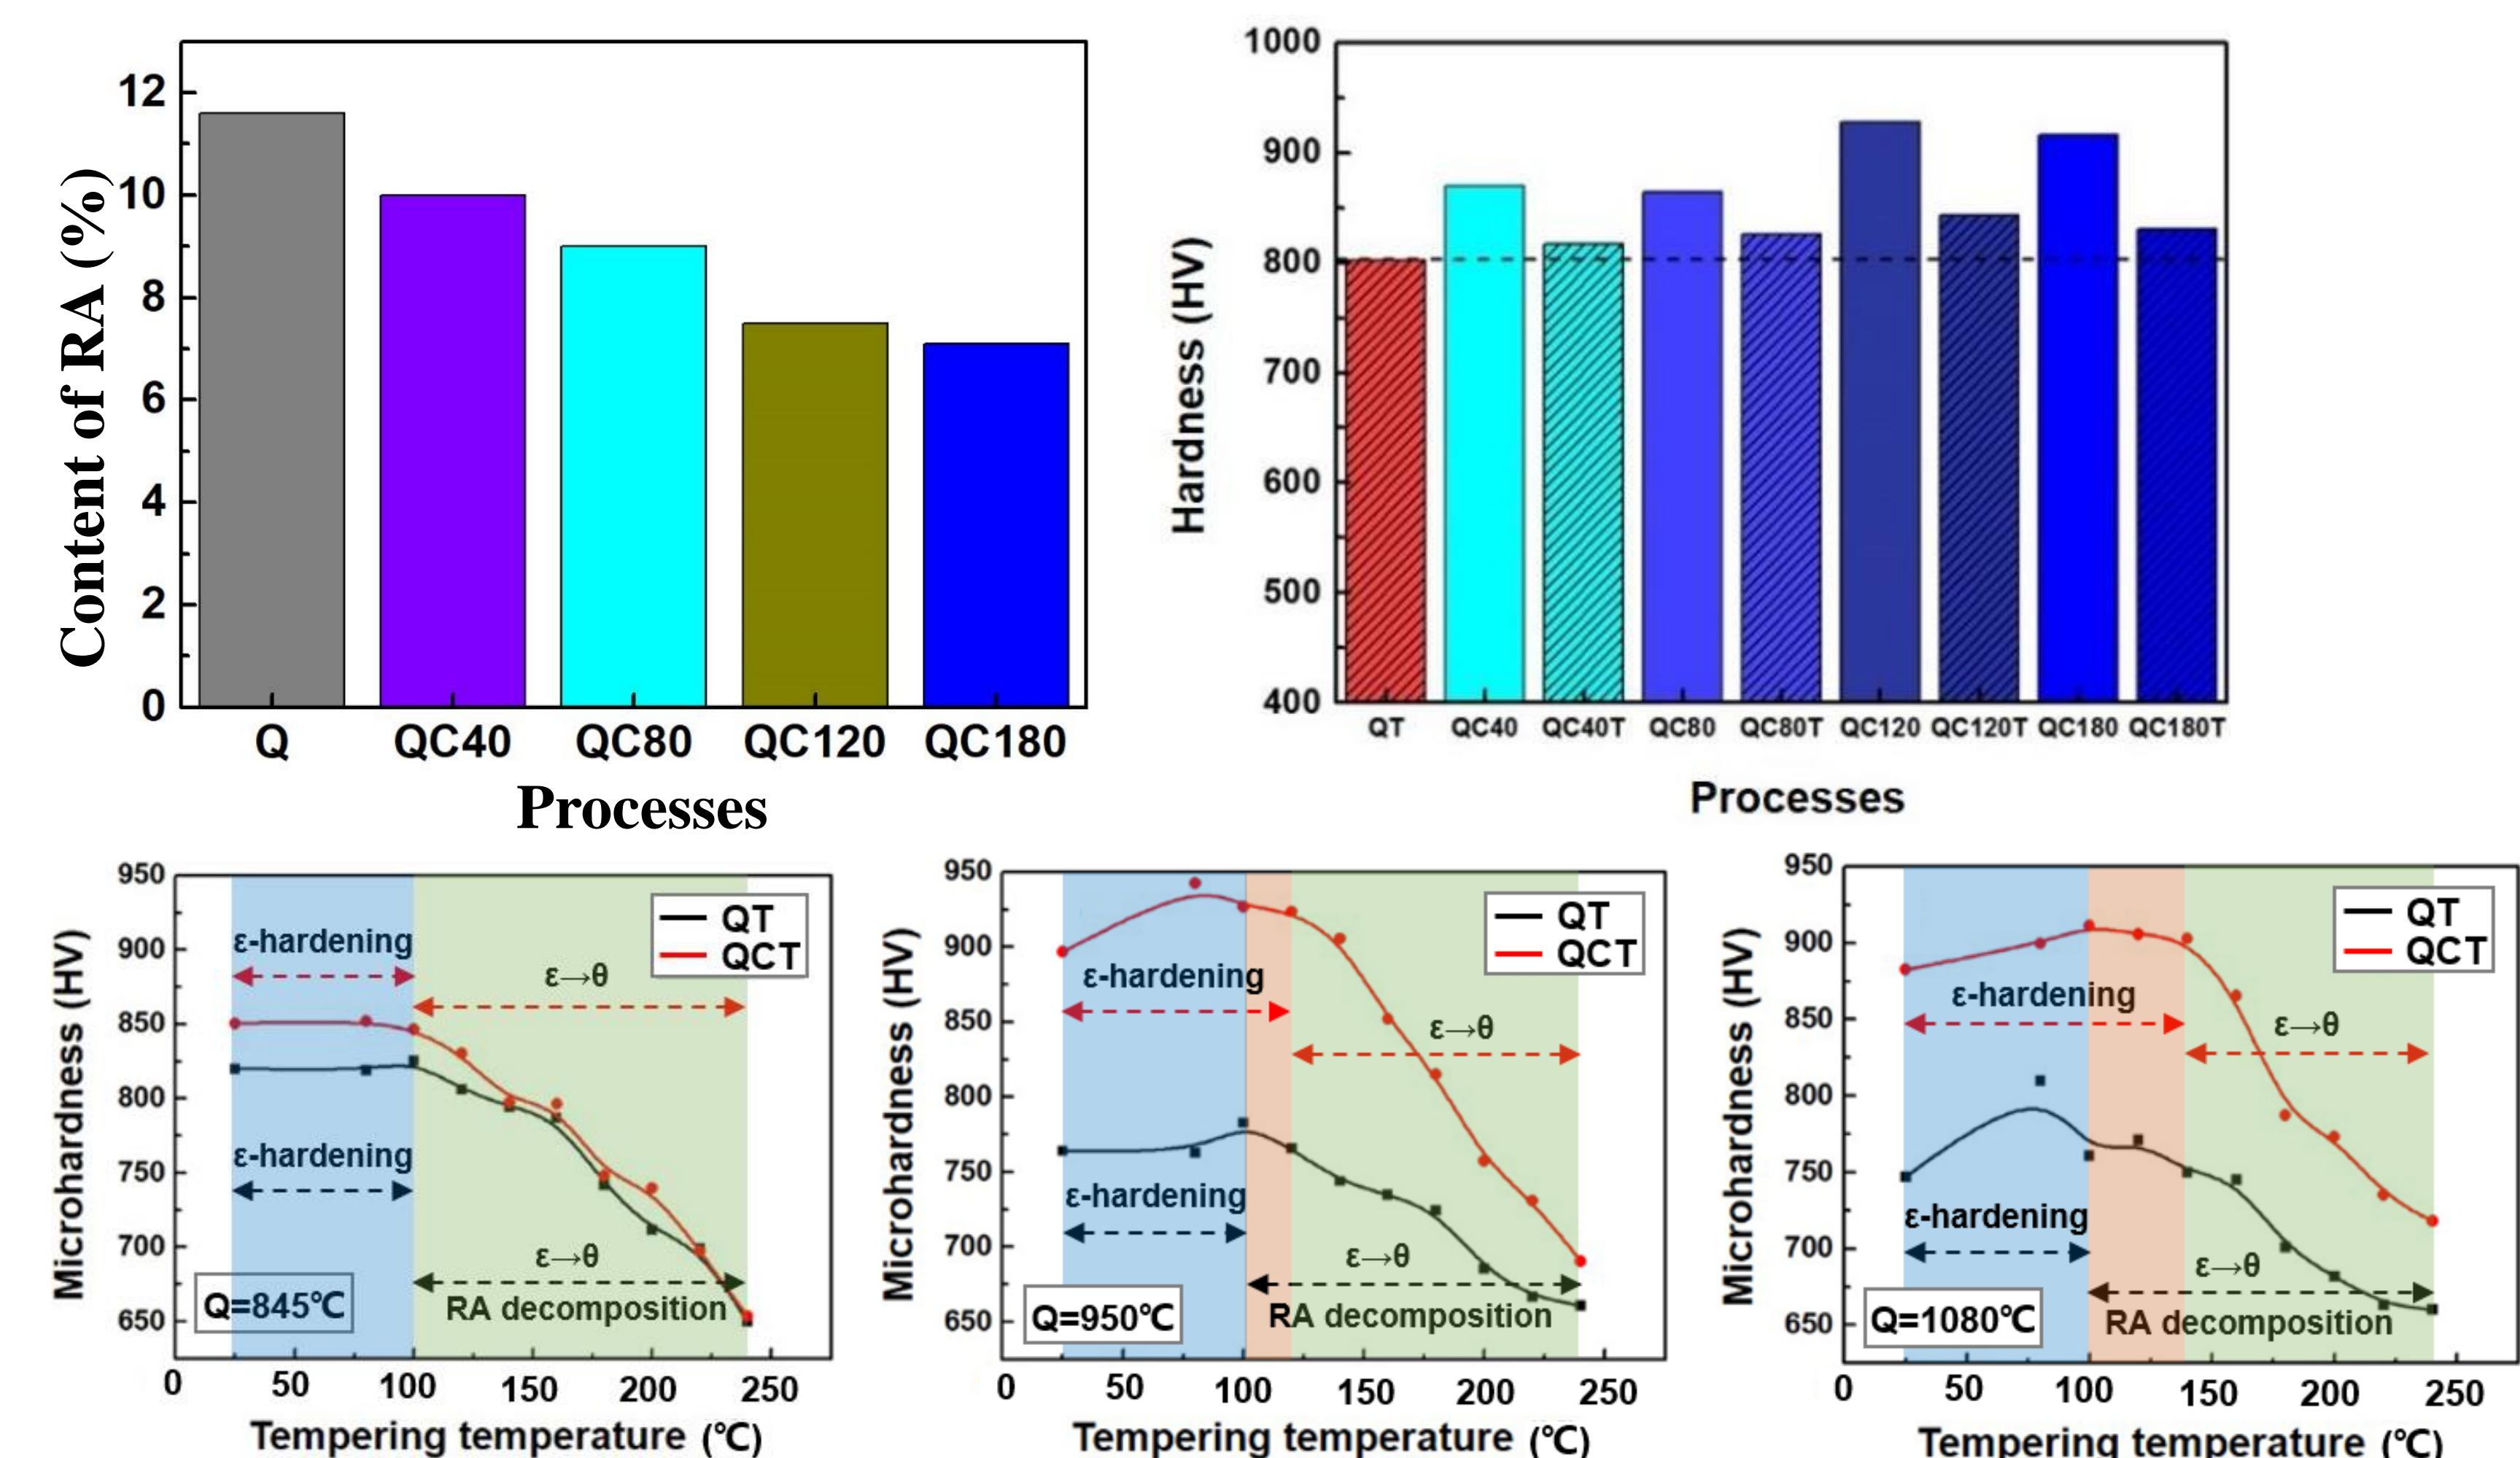 Content of RA (%)
12
10
8
6
4
2
0
Q QC40 QC80 QC120 QC180
Processes
Hardness (HV)
1000
900
800
700
600
500
400
QT QC40 QC40T QC80 QC80T QC120 QC120T QC180 QC180T
Processes
Microhardness (HV)
950
900
850
800
750
700
650
QT
QCT
ε-hardening
ε→θ
ε-hardening
ε→θ
RA decomposition
Q=845℃
0 50 100 150 200 250
Tempering temperature (℃)
Microhardness (HV)
950
900
850
800
750
700
650
QT
QCT
ε-hardening
ε→θ
ε-hardening
ε→θ
RA decomposition
Q=950℃
0 50 100 150 200 250
Tempering temperature (℃)
Microhardness (HV)
950
900
850
800
750
700
650
QT
QCT
ε-hardening
ε→θ
ε-hardening
ε→θ
RA decomposition
Q=1080℃
0 50 100 150 200 250
Tempering temperature (℃)